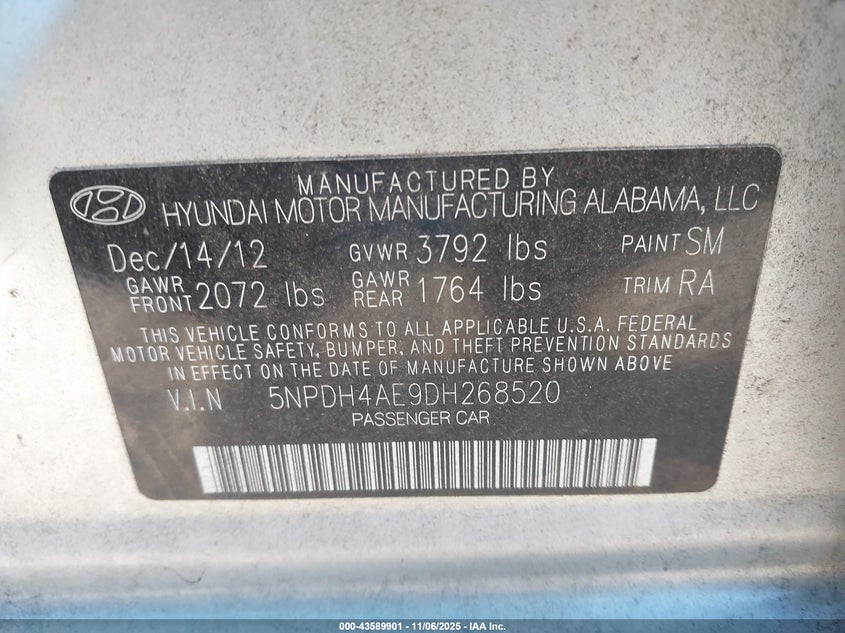 MANUFACTURED BY
HYUNDAI MOTOR MANUFACTURING ALABAMA, LLC
Dec/14/12 GVWR 3792 lbs PAINT SM
GAWR FRONT 2072 lbs GAWR REAR 1764 lbs TRIM RA
THIS VEHICLE CONFORMS TO ALL APPLICABLE U.S.A. FEDERAL
MOTOR VEHICLE SAFETY, BUMPER, AND THEFT PREVENTION STANDARDS
IN EFFECT ON THE DATE OF MANUFACTURE SHOWN ABOVE
V.I.N 5NPDH4AE9DH268520
PASSENGER CAR
000-43589901 - 11/06/2025 - IAA Inc.